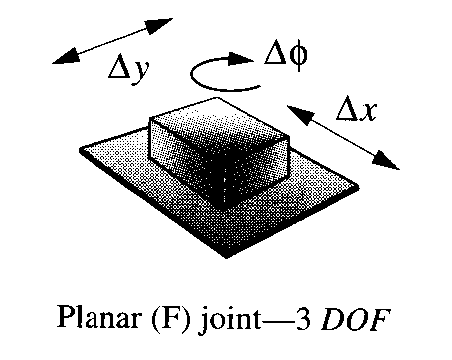 Δy
Δϕ
Δx
Planar (F) joint—3 DOF